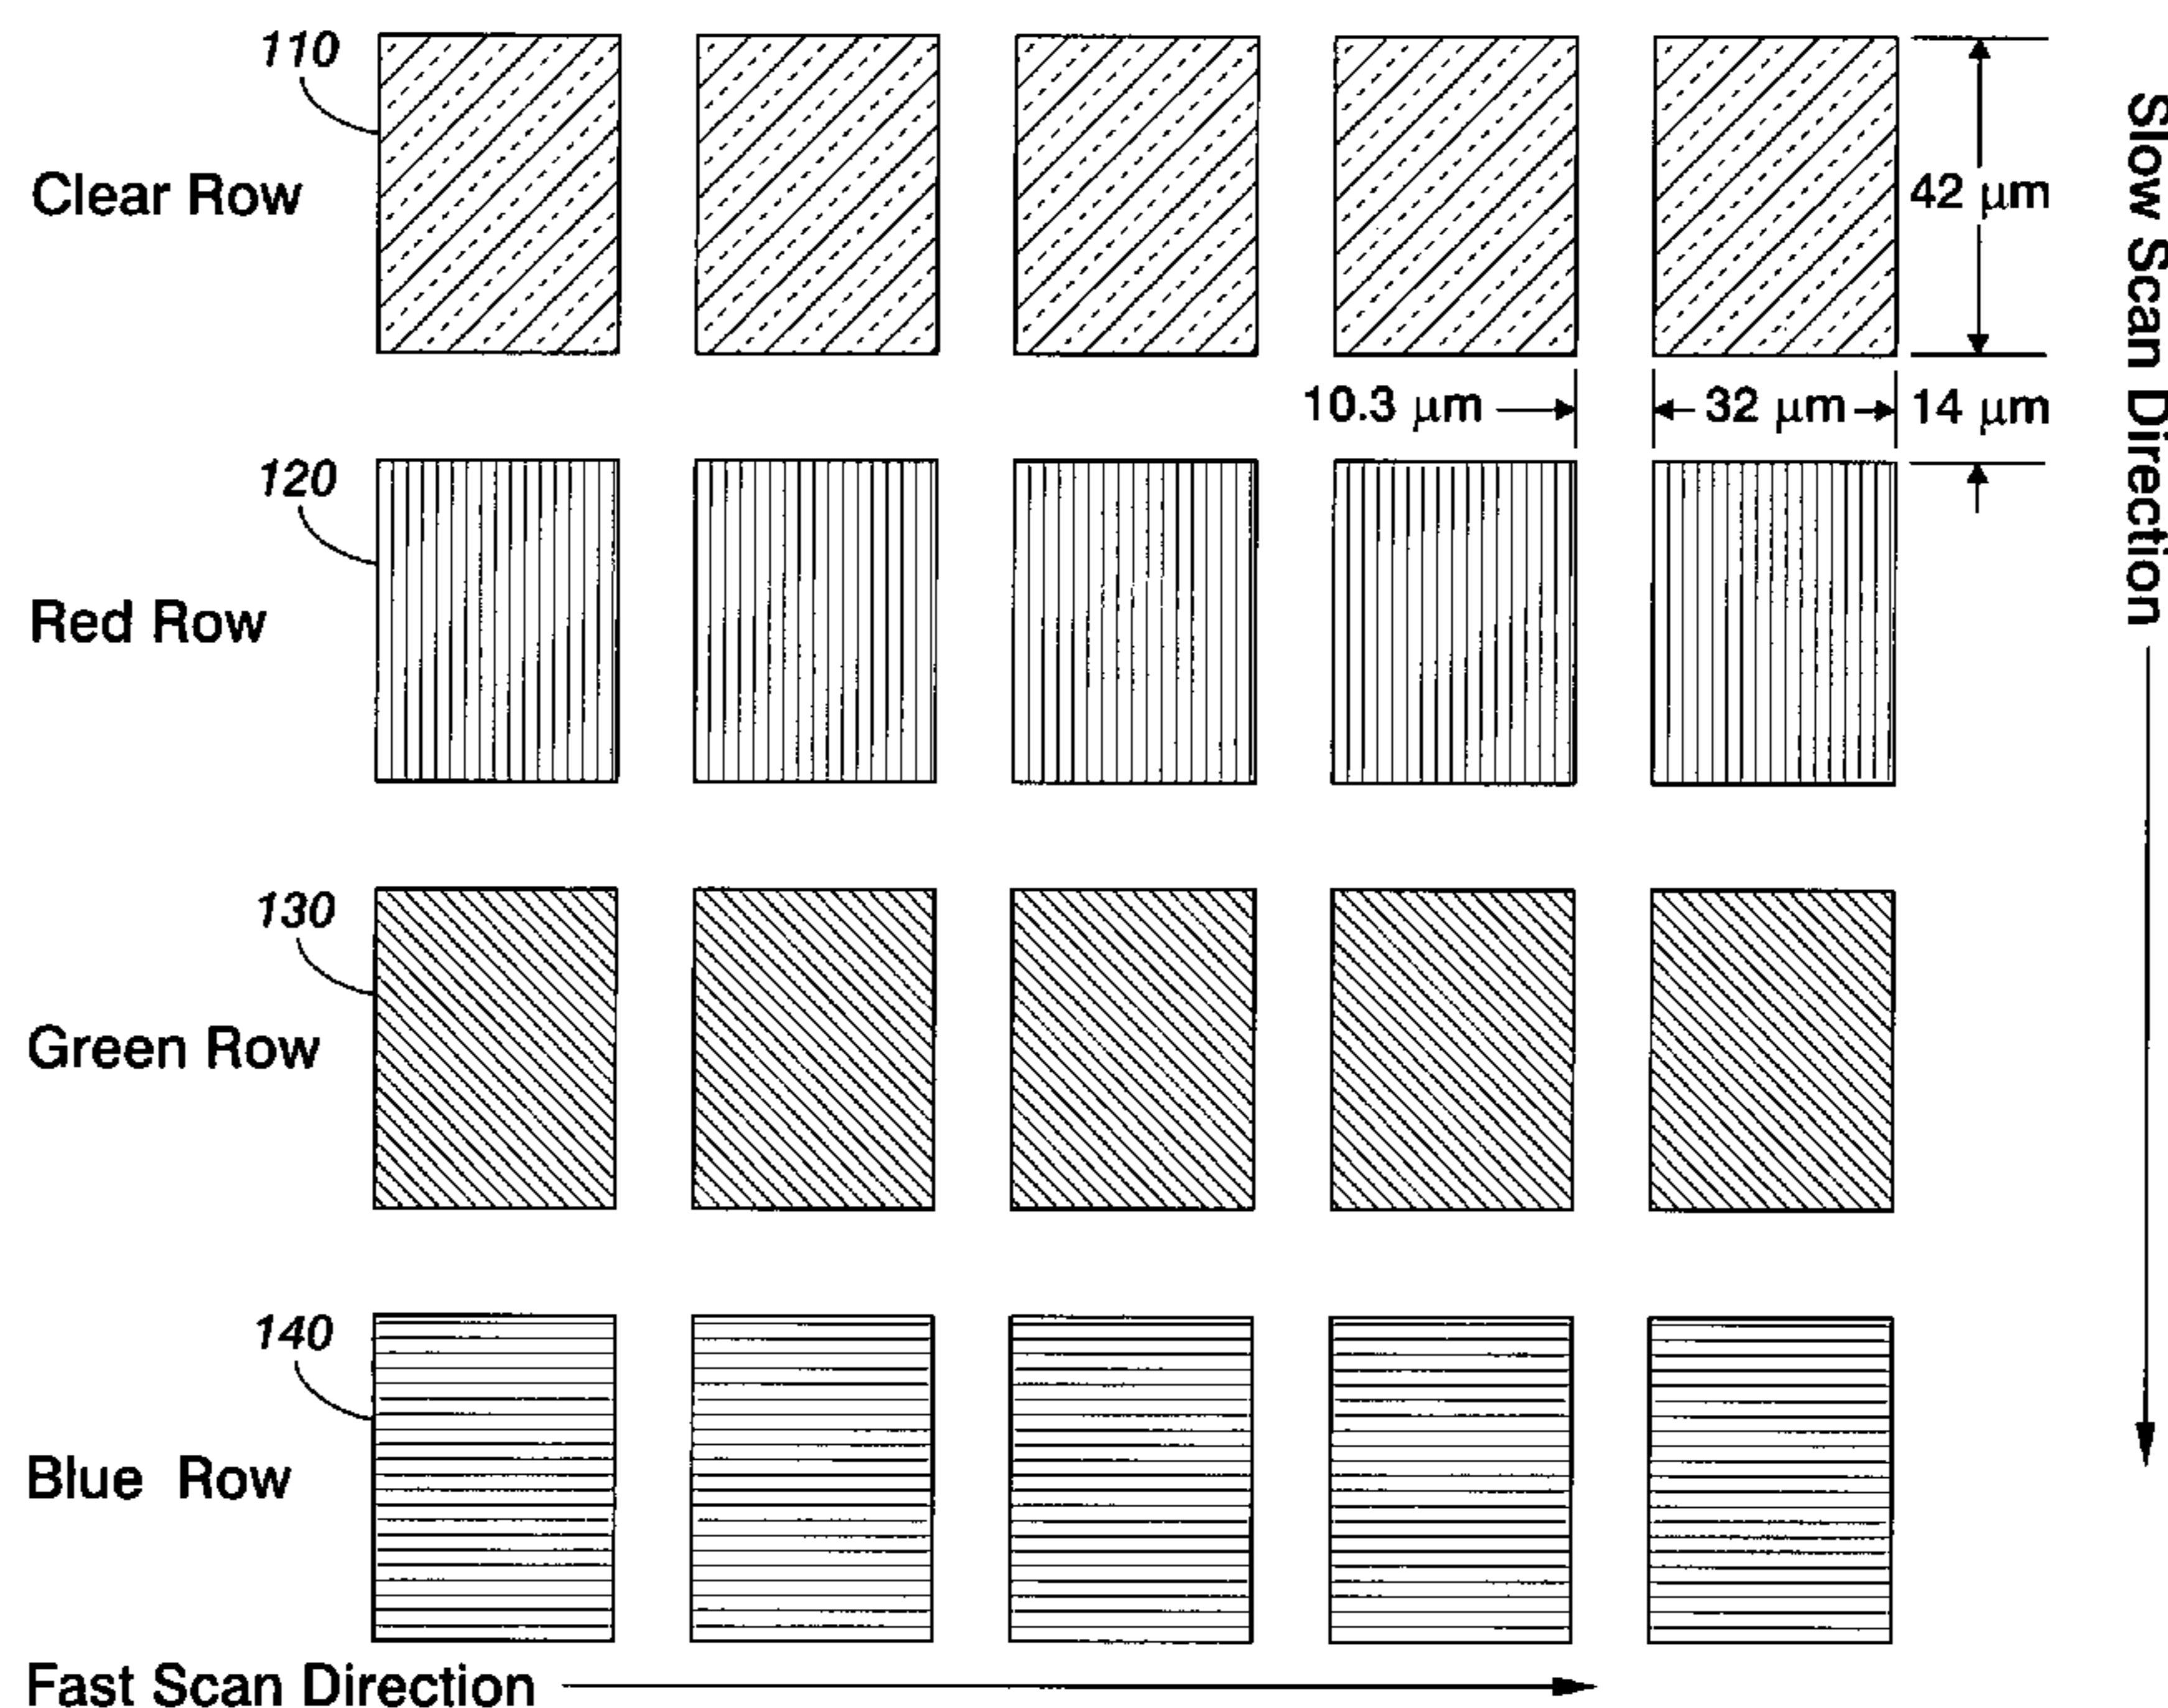 110
Clear Row
42 μm
10.3 μm
32 μm
14 μm
120
Red Row
130
Green Row
140
Blue Row
Fast Scan Direction
Slow Scan Direction